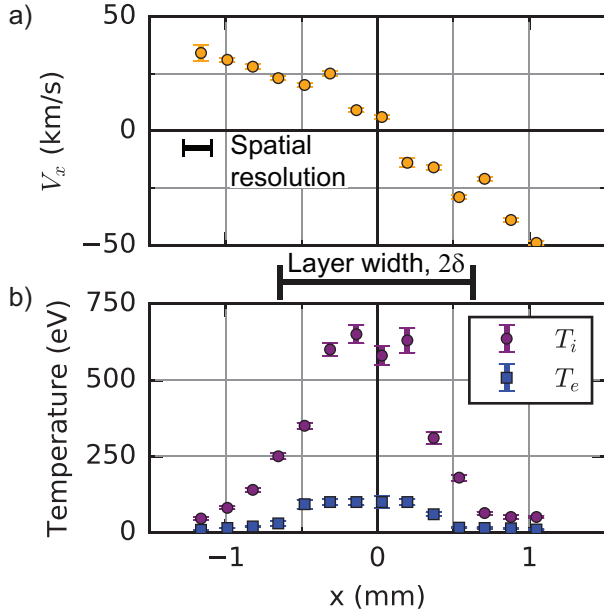 a)
50
0
−50
V_x (km/s)
Spatial
resolution
Layer width, 2δ
b)
750
500
250
0
Temperature (eV)
T_i
T_e
−1
0
1
x (mm)